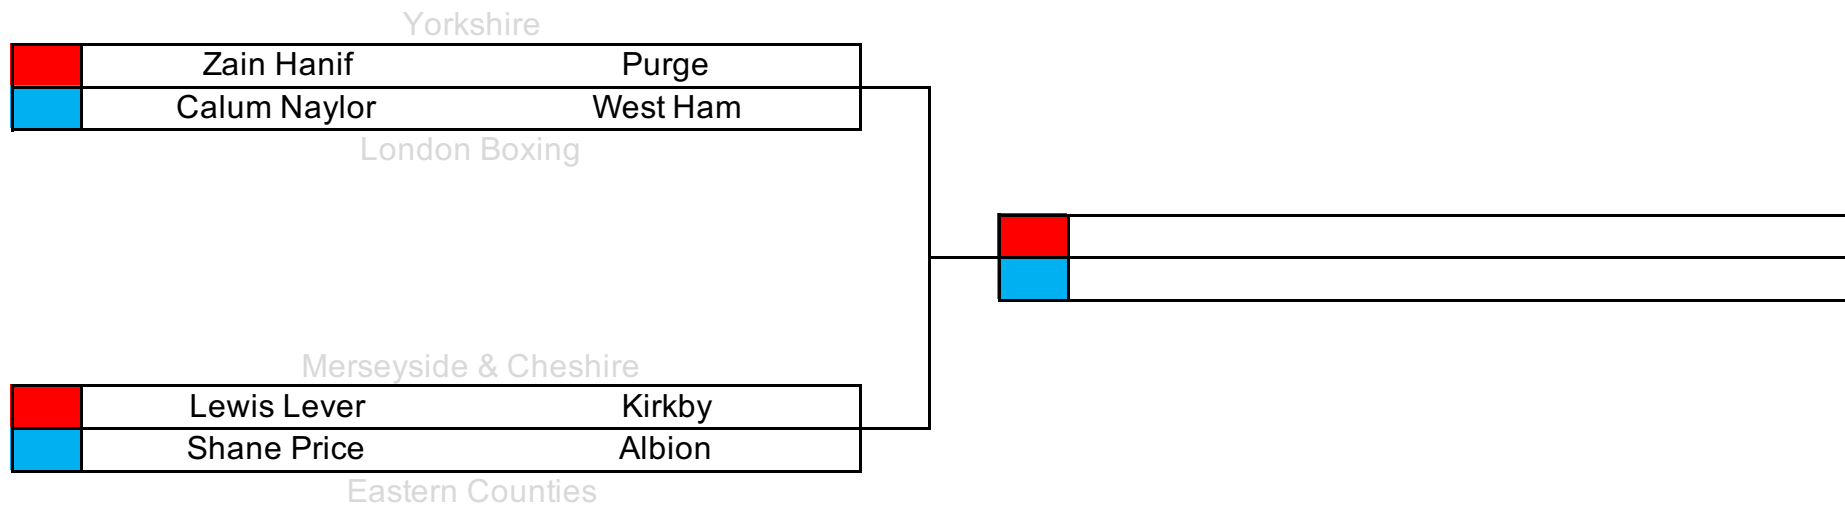 Yorkshire
Zain Hanif Purge
Calum Naylor West Ham
London Boxing
Merseyside & Cheshire
Lewis Lever Kirkby
Shane Price Albion
Eastern Counties